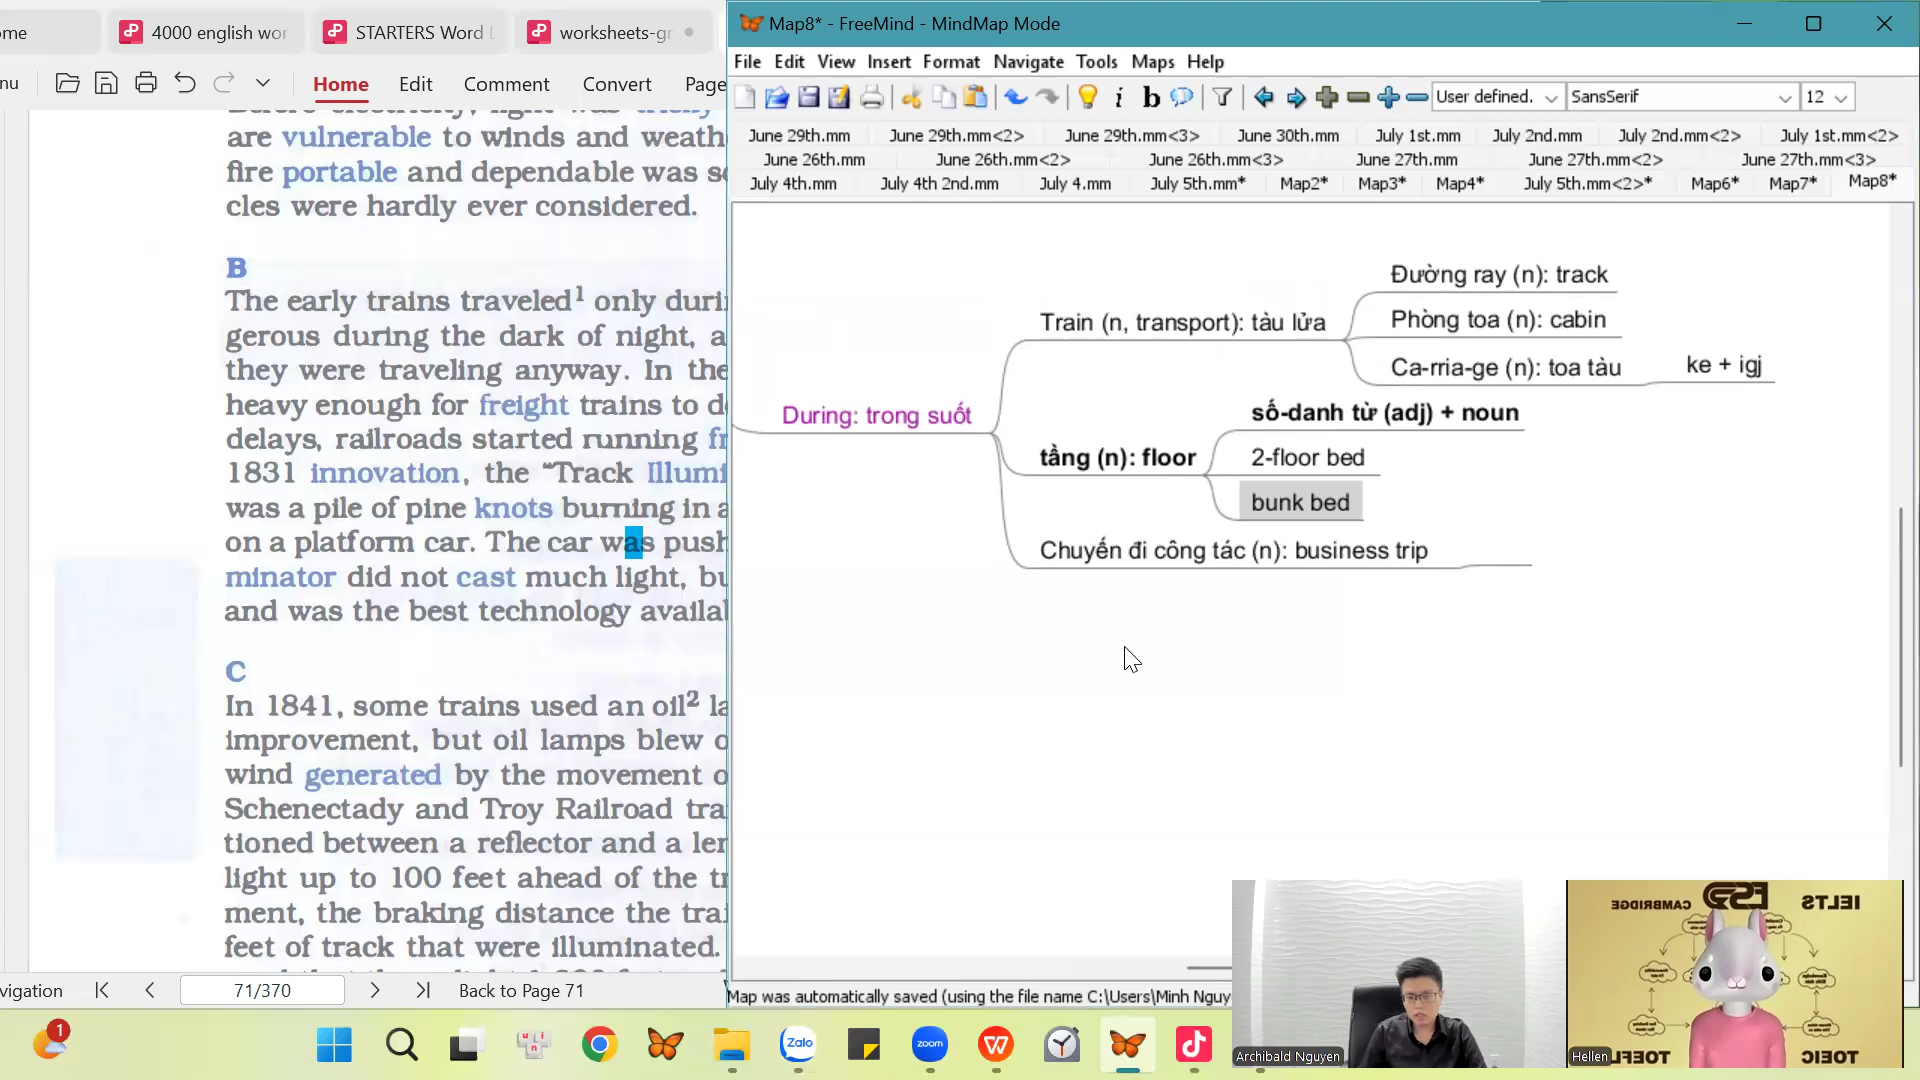 ome
4000 english wor
STARTERS Word L
worksheets-gr
nu
Home
Edit
Comment
Convert
Page
are vulnerable to winds and weath
fire portable and dependable was so
cles were hardly ever considered.
B
The early trains traveled1 only duri
gerous during the dark of night, a
they were traveling anyway. In the
heavy enough for freight trains to d
delays, railroads started running fr
1831 innovation, the "Track Illumi
was a pile of pine knots burning in a
on a platform car. The car was push
minator did not cast much light, bu
and was the best technology availa
C
In 1841, some trains used an oil2 la
improvement, but oil lamps blew o
wind generated by the movement o
Schenectady and Troy Railroad tra
tioned between a reflector and a len
light up to 100 feet ahead of the tr
ment, the braking distance the trai
feet of track that were illuminated.
vigation
71/370
Back to Page 71
Map8* - FreeMind - MindMap Mode
File Edit View Insert Format Navigate Tools Maps Help
User defined.
SansSerif
12
June 29th.mm June 29th.mm<2> June 29th.mm<3> June 30th.mm July 1st.mm July 2nd.mm July 2nd.mm<2> July 1st.mm<2>
June 26th.mm June 26th.mm<2> June 26th.mm<3> June 27th.mm June 27th.mm<2> June 27th.mm<3>
July 4th.mm July 4th 2nd.mm July 4.mm July 5th.mm* Map2* Map3* Map4* July 5th.mm<2>* Map6* Map7* Map8*
During: trong suốt
Train (n, transport): tàu lửa
Đường ray (n): track
Phòng toa (n): cabin
Ca-rria-ge (n): toa tàu
ke + igj
tầng (n): floor
số-danh từ (adj) + noun
2-floor bed
bunk bed
Chuyến đi công tác (n): business trip
Map was automatically saved (using the file name C:\Users\Minh Nguy
Archibald Nguyen
Hellen
CAMBRIDGE
IELTS
TOEFL
TOEIC
1
Zalo
zoom